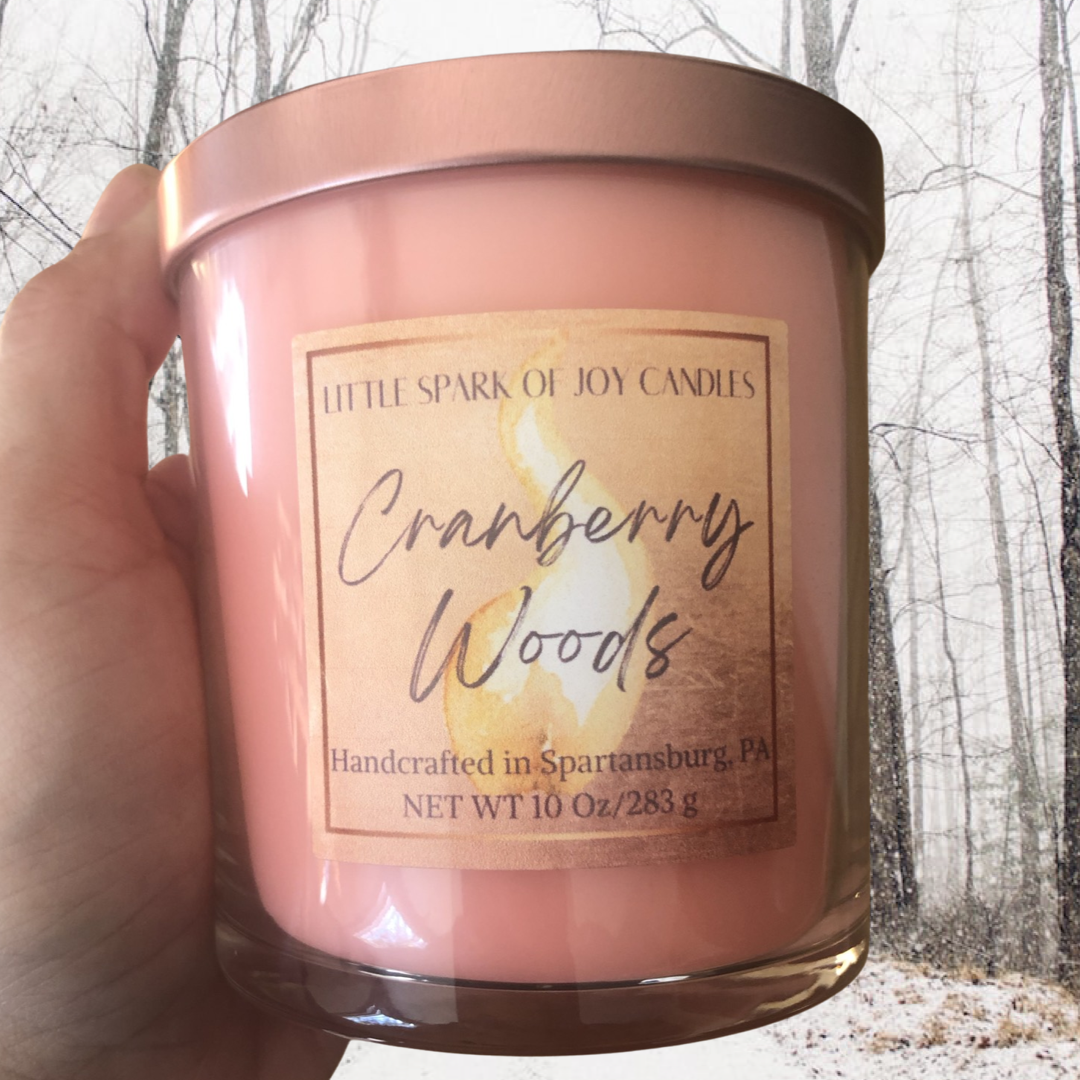 LITTLE SPARK OF JOY CANDLES
Cranberry
Woods
Handcrafted in Spartansburg, PA
NET WT 10 Oz/283 g